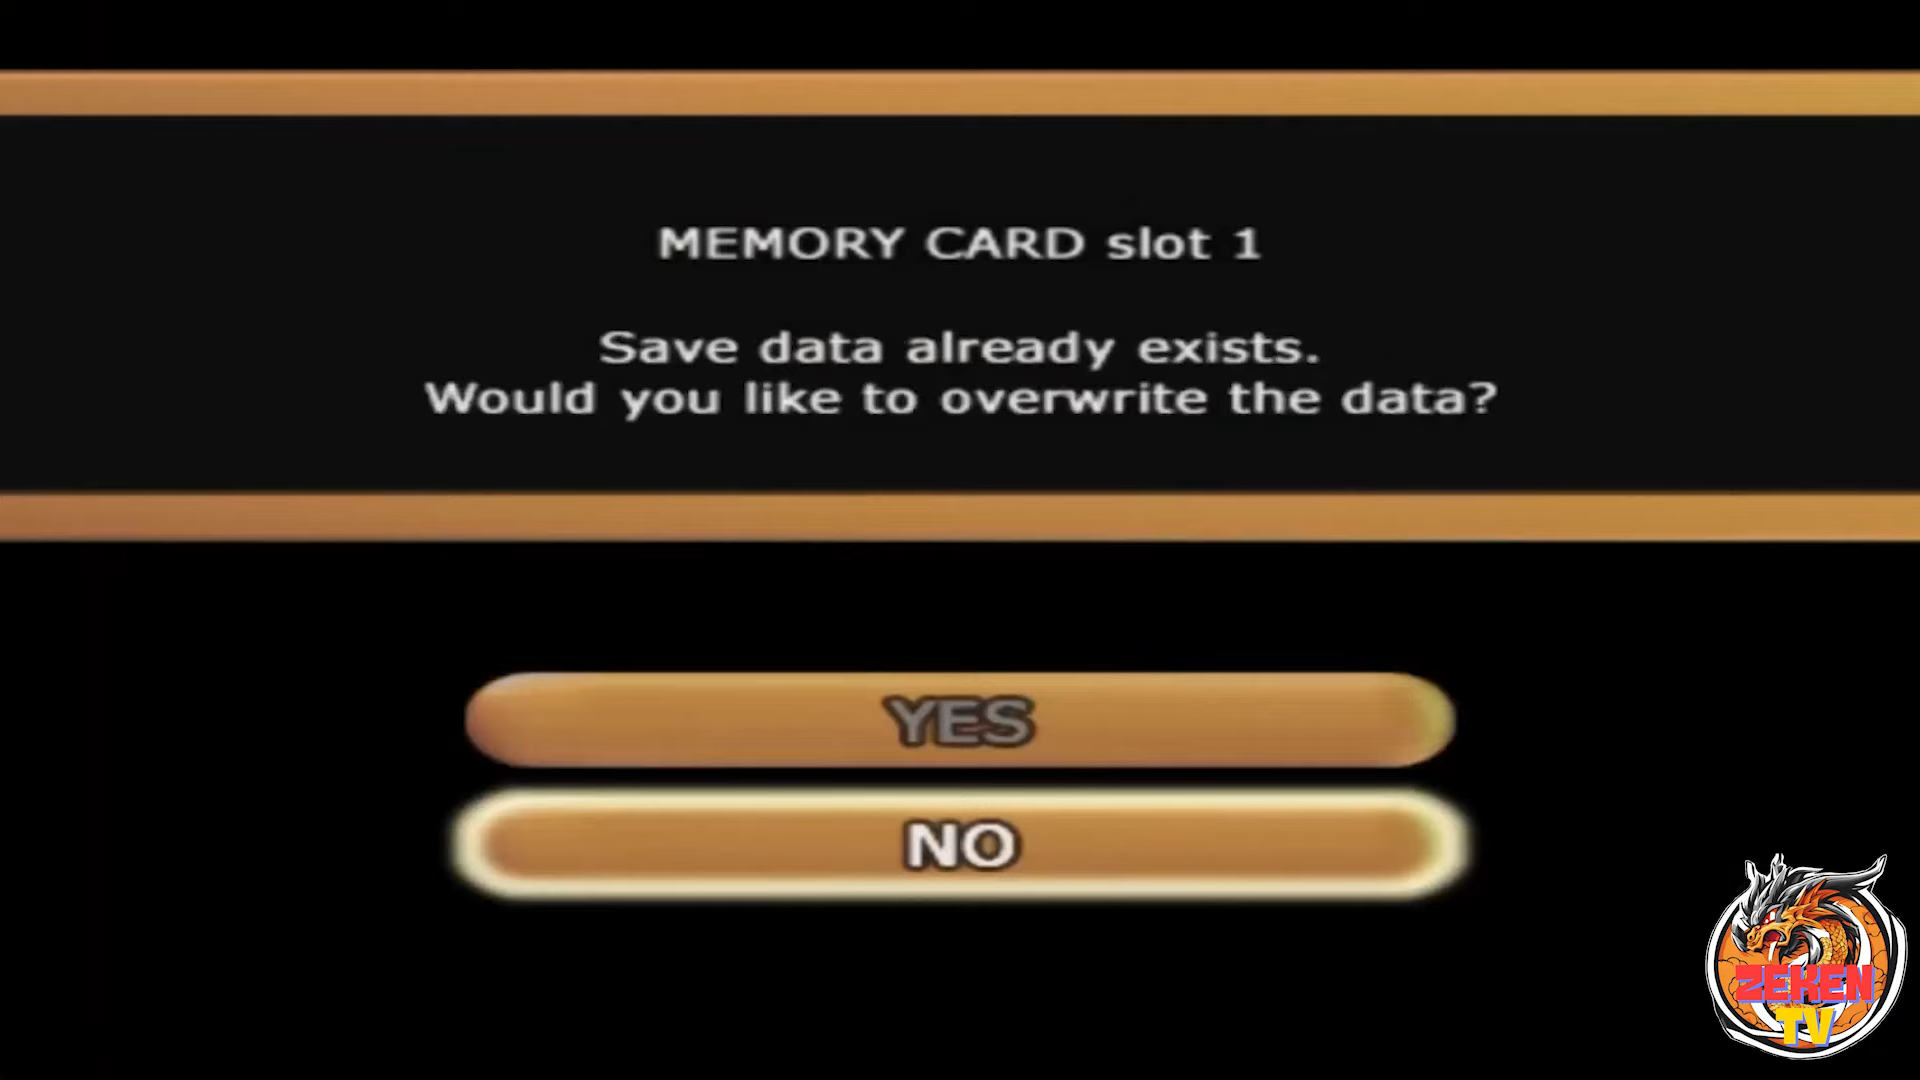 MEMORY CARD slot 1
Save data already exists.
Would you like to overwrite the data?
YES
NO
ZEKEN
TV